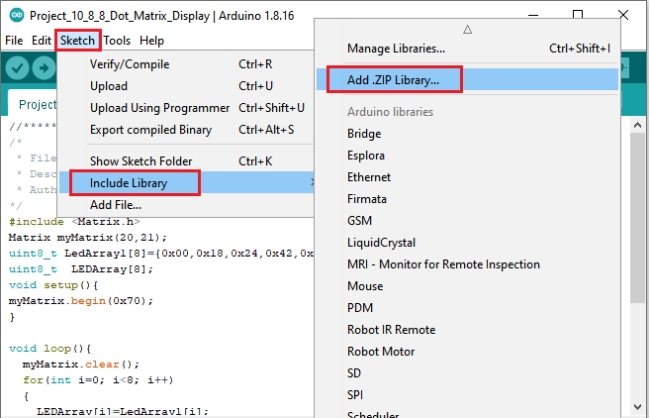 Project_10_8_8_Dot_Matrix_Display | Arduino 1.8.16
File Edit Sketch Tools Help
Verify/Compile Ctrl+R
Upload Ctrl+U
Upload Using Programmer Ctrl+Shift+U
Export compiled Binary Ctrl+Alt+S
Show Sketch Folder Ctrl+K
Include Library
Add File...
Manage Libraries... Ctrl+Shift+I
Add .ZIP Library...
Arduino libraries
Bridge
Esplora
Ethernet
Firmata
GSM
LiquidCrystal
MRI - Monitor for Remote Inspection
Mouse
PDM
Robot IR Remote
Robot Motor
SD
SPI
Scheduler
Project
//*****
/*
* File
* Desc
* Auth
*/
#include <Matrix.h>
Matrix myMatrix(20,21);
uint8_t LedArray1[8]={0x00,0x18,0x24,0x42,0x
uint8_t LEDArray[8];
void setup(){
myMatrix.begin(0x70);
}
void loop(){
myMatrix.clear();
for(int i=0; i<8; i++)
{
LEDArray[i]=LedArray1[i];